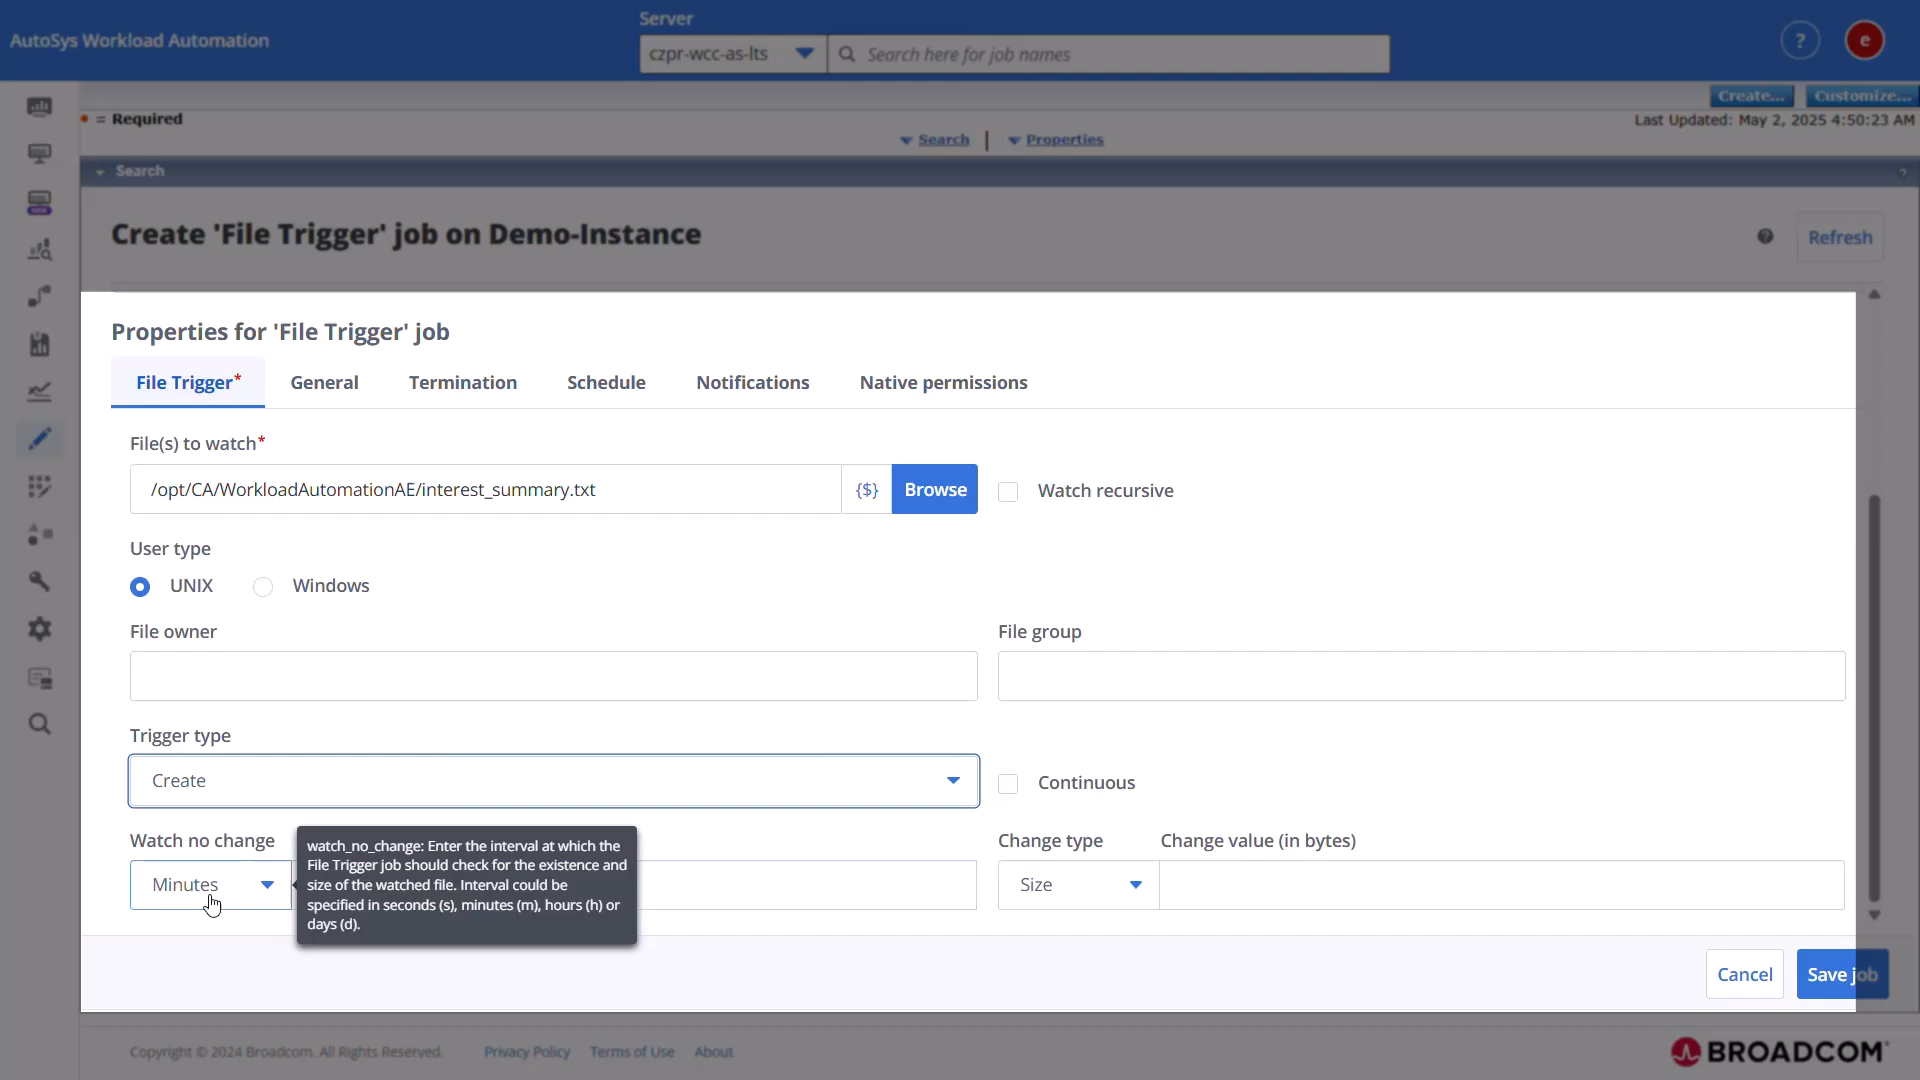 Server
AutoSys Workload Automation
czpr-wcc-as-lts
Search here for job names
?
e
Create...
Customize...
= Required
Last Updated: May 2, 2025 4:50:23 AM
Search
Properties
Search
?
Create 'File Trigger' job on Demo-Instance
?
Refresh
Properties for 'File Trigger' job
File Trigger*
General
Termination
Schedule
Notifications
Native permissions
File(s) to watch*
/opt/CA/WorkloadAutomationAE/interest_summary.txt
{$}
Browse
Watch recursive
User type
UNIX
Windows
File owner
File group
Trigger type
Create
Continuous
Watch no change
Change type
Change value (in bytes)
Minutes
Size
watch_no_change: Enter the interval at which the
File Trigger job should check for the existence and
size of the watched file. Interval could be
specified in seconds (s), minutes (m), hours (h) or
days (d).
Cancel
Save job
Copyright © 2024 Broadcom. All Rights Reserved.
Privacy Policy
Terms of Use
About
BROADCOM